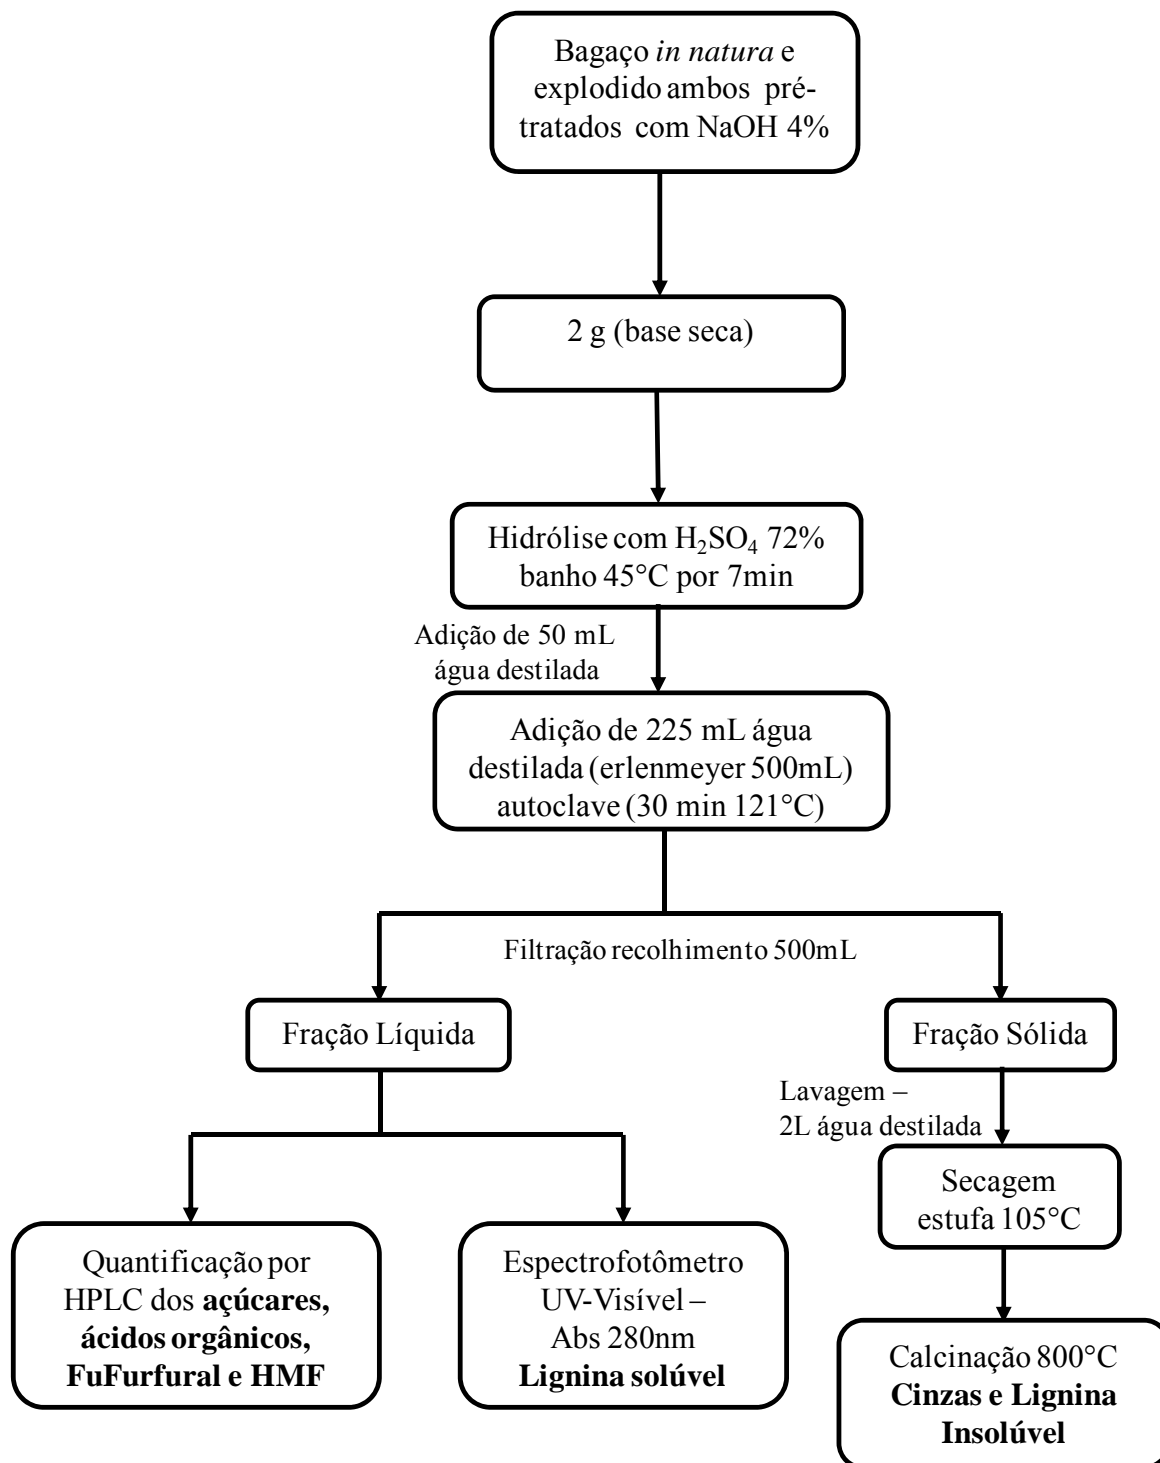 Bagaço in natura e
explodido ambos pré-
tratados com NaOH 4%
2 g (base seca)
Hidrólise com H₂SO₄ 72%
banho 45°C por 7min
Adição de 50 mL
água destilada
Adição de 225 mL água
destilada (erlenmeyer 500mL)
autoclave (30 min 121°C)
Filtração recolhimento 500mL
Fração Líquida
Fração Sólida
Lavagem –
2L água destilada
Secagem
estufa 105°C
Quantificação por
HPLC dos açúcares,
ácidos orgânicos,
FuFurfural e HMF
Espectrofotômetro
UV-Visível –
Abs 280nm
Lignina solúvel
Calcinação 800°C
Cinzas e Lignina
Insolúvel